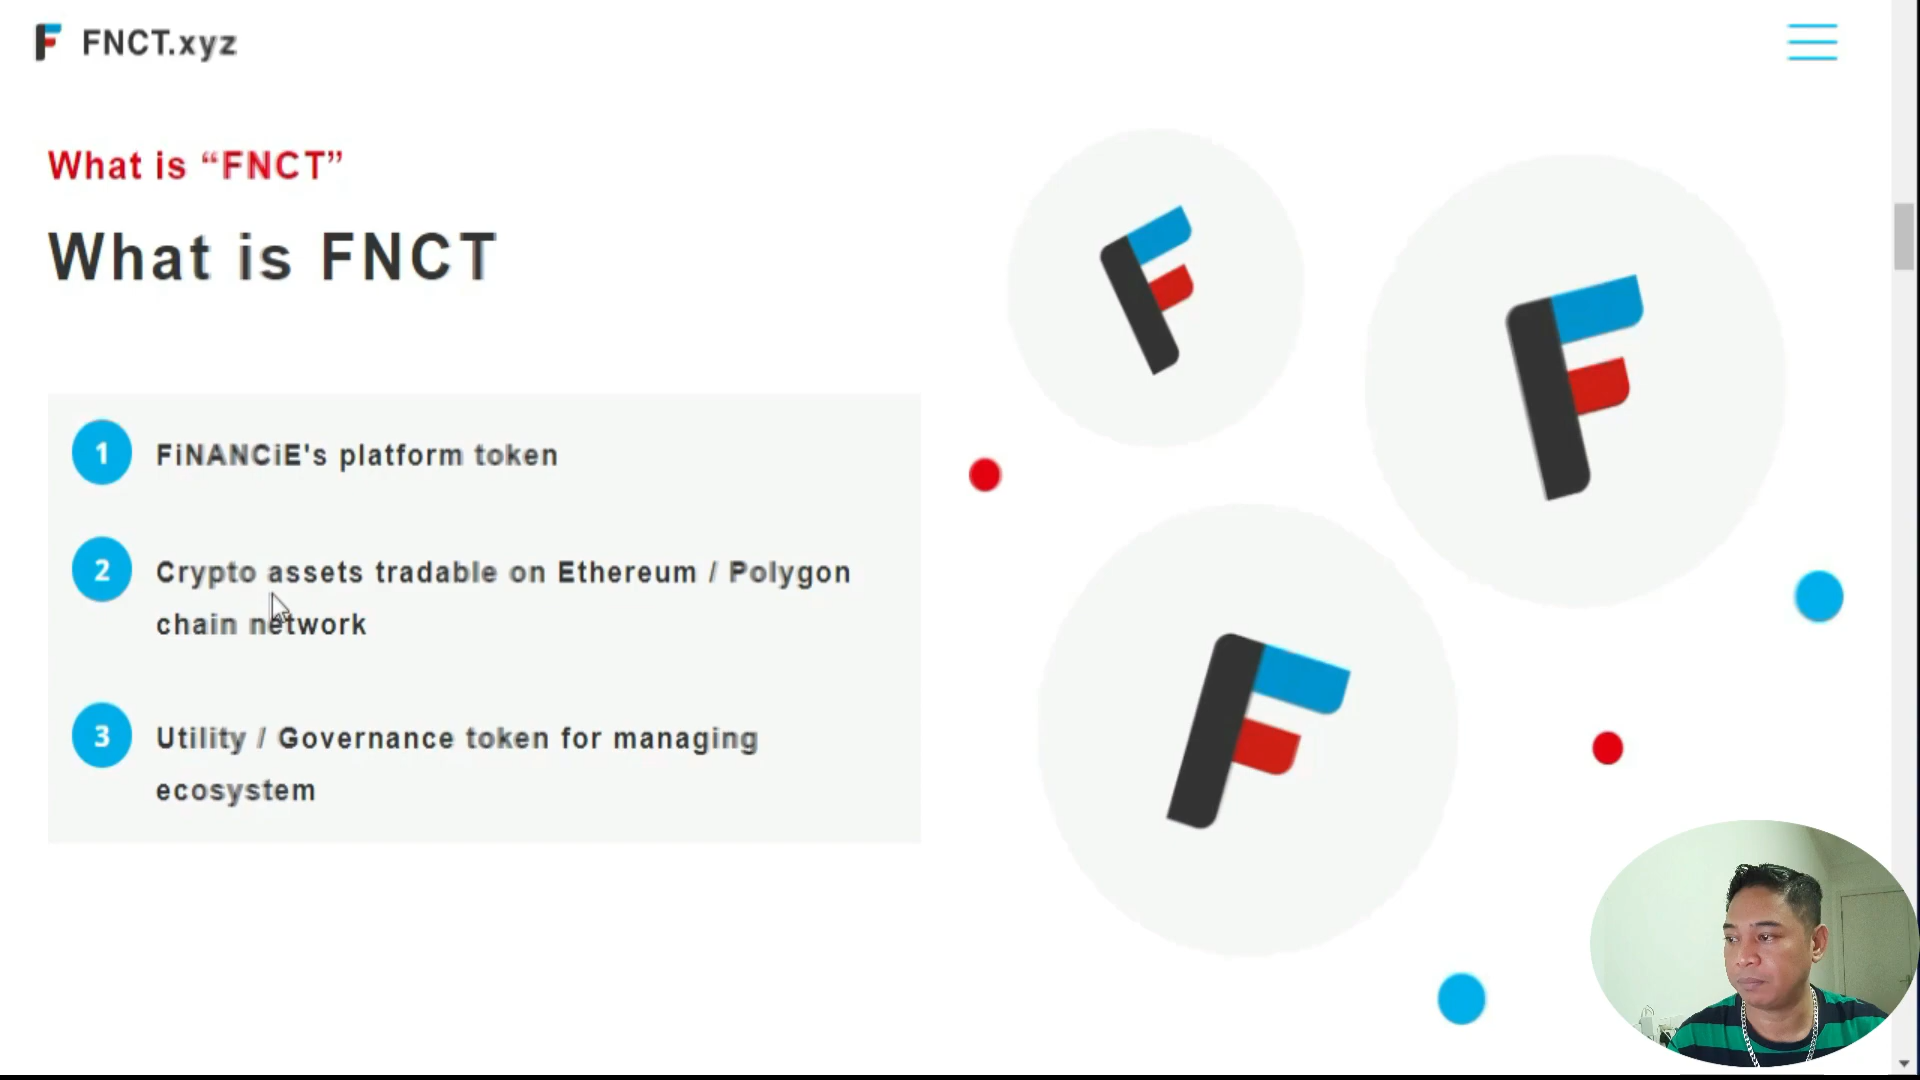 FNCT.xyz
What is “FNCT”
What is FNCT
1 FiNANCiE's platform token
2 Crypto assets tradable on Ethereum / Polygon
chain network
3 Utility / Governance token for managing
ecosystem